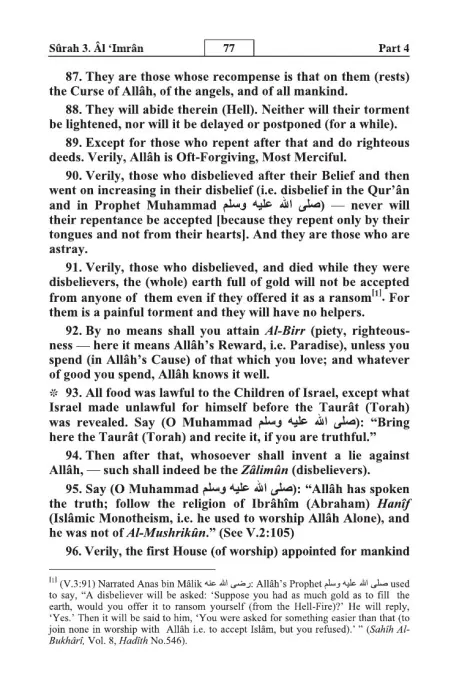 Sûrah 3. Âl ‘Imrân 77 Part 4
87. They are those whose recompense is that on them (rests)
the Curse of Allâh, of the angels, and of all mankind.
88. They will abide therein (Hell). Neither will their torment
be lightened, nor will it be delayed or postponed (for a while).
89. Except for those who repent after that and do righteous
deeds. Verily, Allâh is Oft-Forgiving, Most Merciful.
90. Verily, those who disbelieved after their Belief and then
went on increasing in their disbelief (i.e. disbelief in the Qur’ân
and in Prophet Muhammad صلى الله عليه وسلم) — never will
their repentance be accepted [because they repent only by their
tongues and not from their hearts]. And they are those who are
astray.
91. Verily, those who disbelieved, and died while they were
disbelievers, the (whole) earth full of gold will not be accepted
from anyone of them even if they offered it as a ransom[1]. For
them is a painful torment and they will have no helpers.
92. By no means shall you attain Al-Birr (piety, righteous-
ness — here it means Allâh’s Reward, i.e. Paradise), unless you
spend (in Allâh’s Cause) of that which you love; and whatever
of good you spend, Allâh knows it well.
* 93. All food was lawful to the Children of Israel, except what
Israel made unlawful for himself before the Taurât (Torah)
was revealed. Say (O Muhammad صلى الله عليه وسلم): “Bring
here the Taurât (Torah) and recite it, if you are truthful.”
94. Then after that, whosoever shall invent a lie against
Allâh, — such shall indeed be the Zâlimûn (disbelievers).
95. Say (O Muhammad صلى الله عليه وسلم): “Allâh has spoken
the truth; follow the religion of Ibrâhîm (Abraham) Hanîf
(Islâmic Monotheism, i.e. he used to worship Allâh Alone), and
he was not of Al-Mushrikûn.” (See V.2:105)
96. Verily, the first House (of worship) appointed for mankind
[1] (V.3:91) Narrated Anas bin Mâlik رضى الله عنه: Allâh’s Prophet صلى الله عليه وسلم used
to say, “A disbeliever will be asked: ‘Suppose you had as much gold as to fill the
earth, would you offer it to ransom yourself (from the Hell-Fire)?’ He will reply,
‘Yes.’ Then it will be said to him, ‘You were asked for something easier than that (to
join none in worship with Allâh i.e. to accept Islâm, but you refused).’ ” (Sahîh Al-
Bukhârî, Vol. 8, Hadîth No.546).